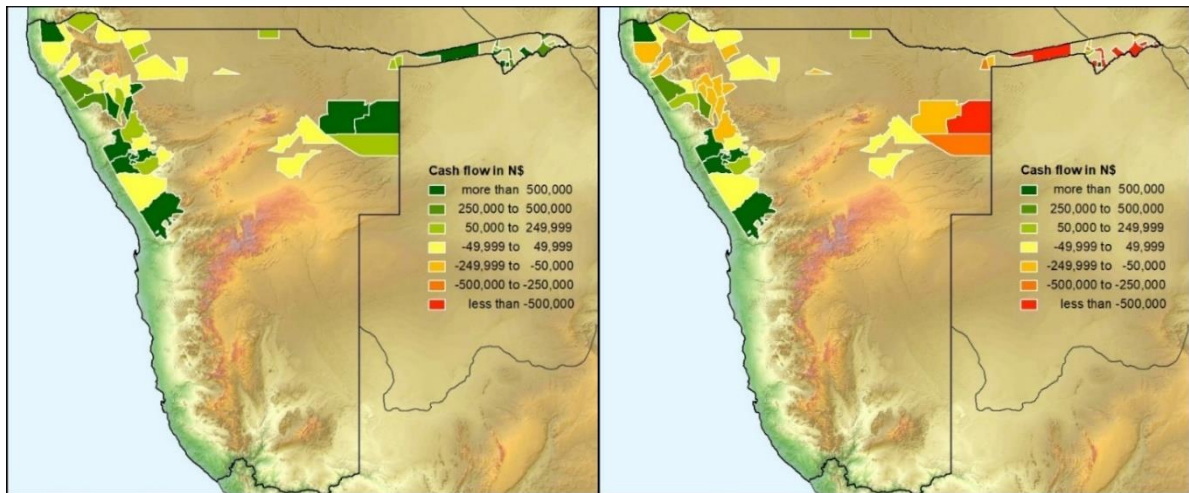 Cash flow in N$
more than 500,000
250,000 to 500,000
50,000 to 249,999
-49,999 to 49,999
-249,999 to -50,000
-500,000 to -250,000
less than -500,000
Cash flow in N$
more than 500,000
250,000 to 500,000
50,000 to 249,999
-49,999 to 49,999
-249,999 to -50,000
-500,000 to -250,000
less than -500,000